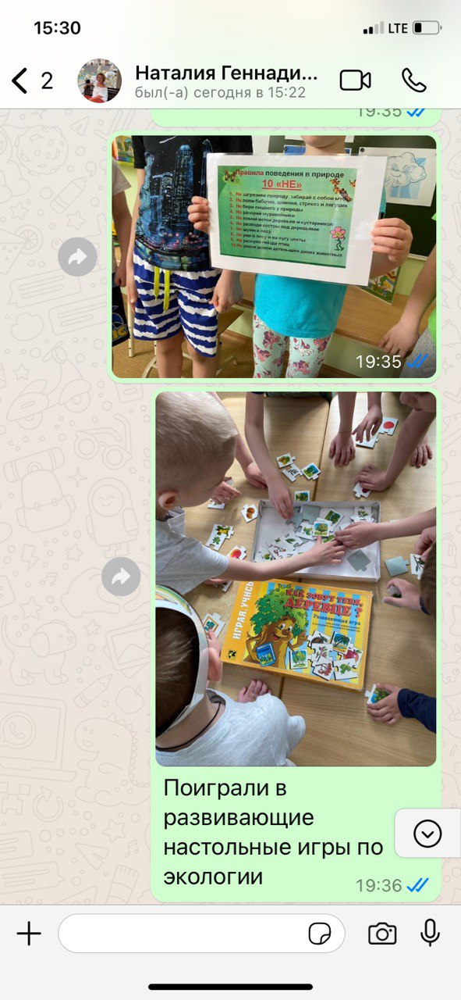 15:30
LTE
2
Наталия Геннади...
был(-а) сегодня в 15:22
19:35
Правила поведения в природе
10 «НЕ»
1. Не загрязняй природу, забирай с собой мусор
2. Не лови бабочек, шмелей, стрекоз и лягушек
3. Не бери лишнего у природы
4. Не разоряй муравейники
5. Не ломай ветки деревьев и кустарников
6. Не разводи костры под деревьями
7. Не шуми в лесу
8. Не рви в лесу и на лугу цветы
9. Не разоряй гнёзда птиц
10. Не уноси домой детёнышей диких животных
19:35
ИГРАЯ, УЧИСЬ
КАК ЗОВУТ ТЕБЯ,
ДЕРЕВЦЕ?
Развивающая игра
Поиграли в
развивающие
настольные игры по
экологии
19:36